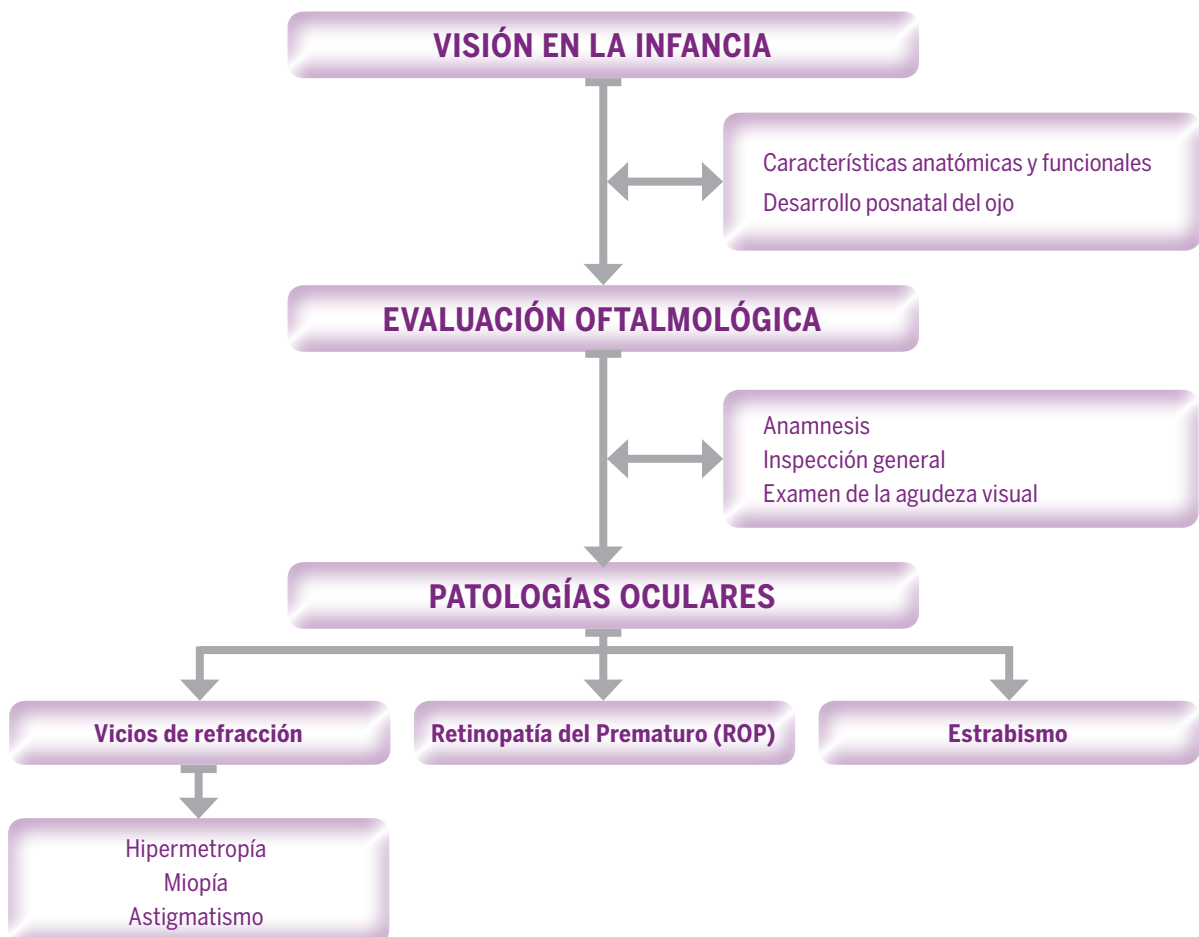 VISIÓN EN LA INFANCIA
Características anatómicas y funcionales
Desarrollo posnatal del ojo
EVALUACIÓN OFTALMOLÓGICA
Anamnesis
Inspección general
Examen de la agudeza visual
PATOLOGÍAS OCULARES
Vicios de refracción
Retinopatía del Prematuro (ROP)
Estrabismo
Hipermetropía
Miopía
Astigmatismo